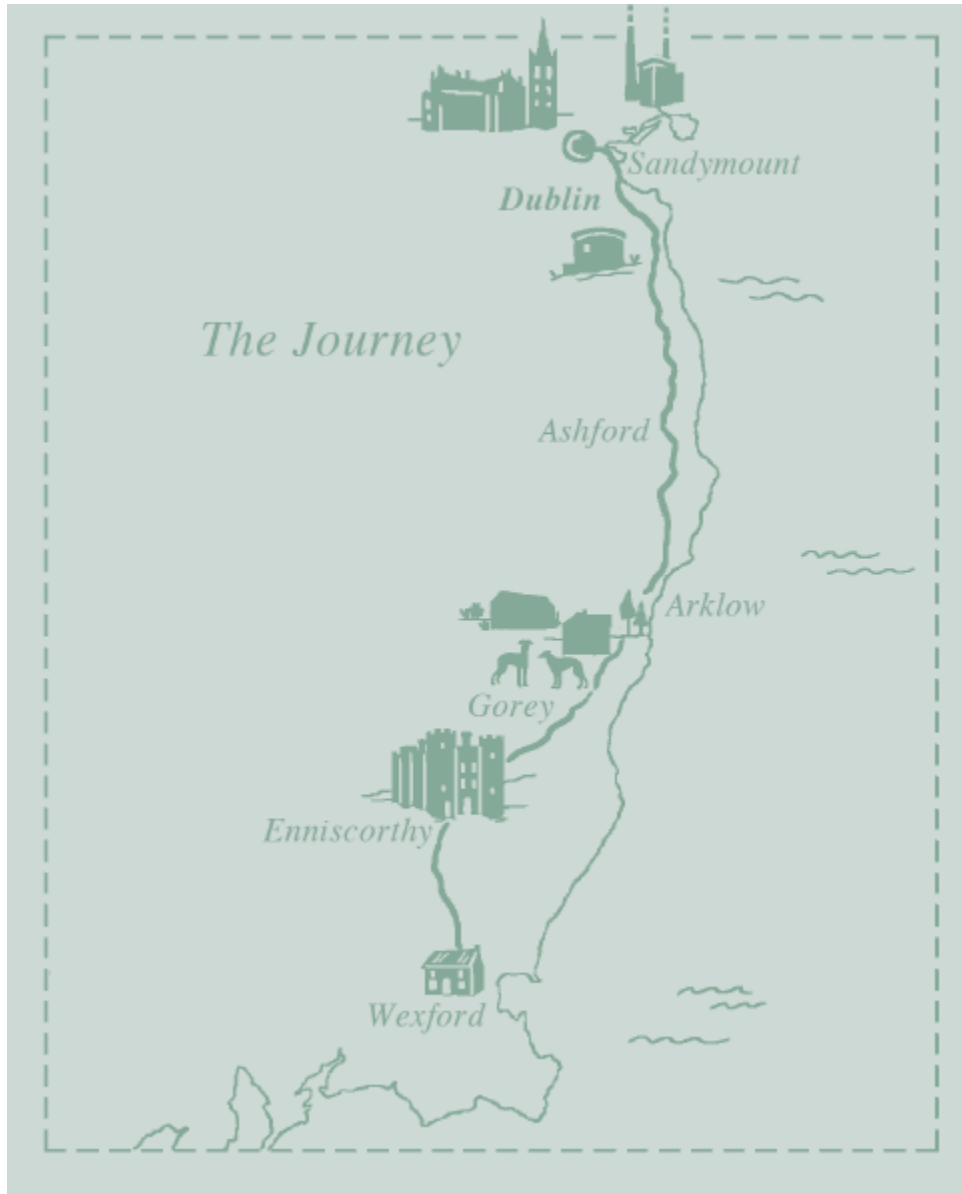 Sandymount
Dublin
The Journey
Ashford
Arklow
Gorey
Enniscorthy
Wexford